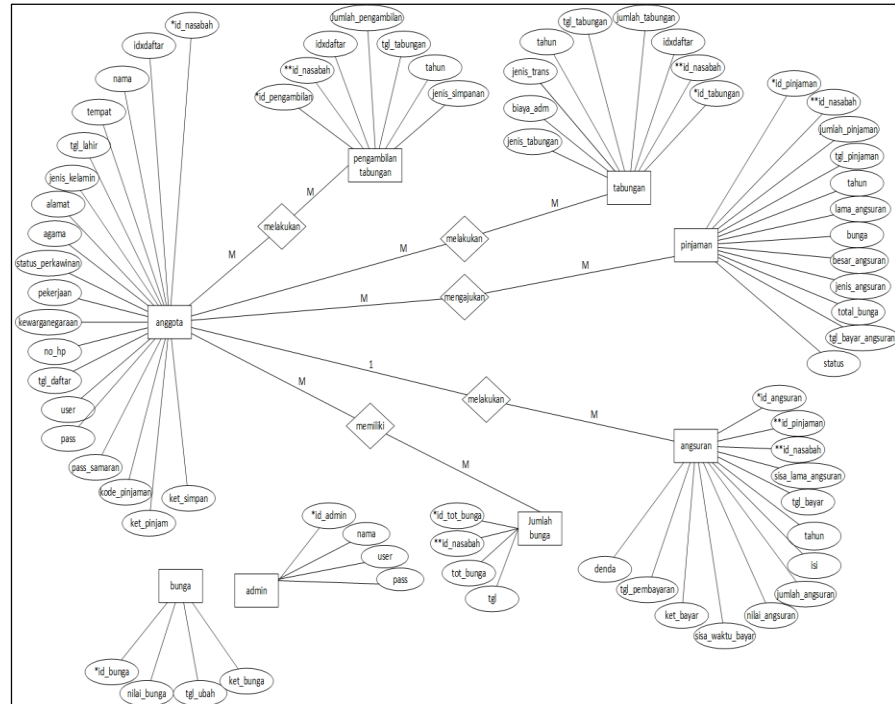 *id_nasabah
idxdaftar
nama
tempat
tgl_lahir
jenis_kelamin
alamat
agama
status_perkawinan
pekerjaan
kewarganegaraan
no_hp
tgl_daftar
user
pass
pass_samaran
kode_pinjaman
ket_pinjam
ket_simpan
anggota
Jumlah_pengambilan
idxdaftar
tgl_tabungan
**id_nasabah
tahun
*id_pengambilan
jenis_simpanan
pengambilan
tabungan
M
melakukan
M
tgl_tabungan
jumlah_tabungan
tahun
idxdaftar
jenis_trans
**id_nasabah
biaya_adm
*id_tabungan
jenis_tabungan
tabungan
M
melakukan
M
*id_pinjaman
**id_nasabah
jumlah_pinjaman
tgl_pinjaman
tahun
lama_angsuran
bunga
besar_angsuran
jenis_angsuran
total_bunga
tgl_bayar_angsuran
status
pinjaman
M
mengajukan
M
1
melakukan
M
angsuran
*id_angsuran
**id_pinjaman
**id_nasabah
sisa_lama_angsuran
tgl_bayar
tahun
isi
jumlah_angsuran
nilai_angsuran
sisa_waktu_bayar
ket_bayar
tgl_pembayaran
denda
M
memiliki
M
Jumlah
bunga
*id_tot_bunga
**id_nasabah
tot_bunga
tgl
*id_admin
nama
user
pass
admin
bunga
*id_bunga
nilai_bunga
tgl_ubah
ket_bunga